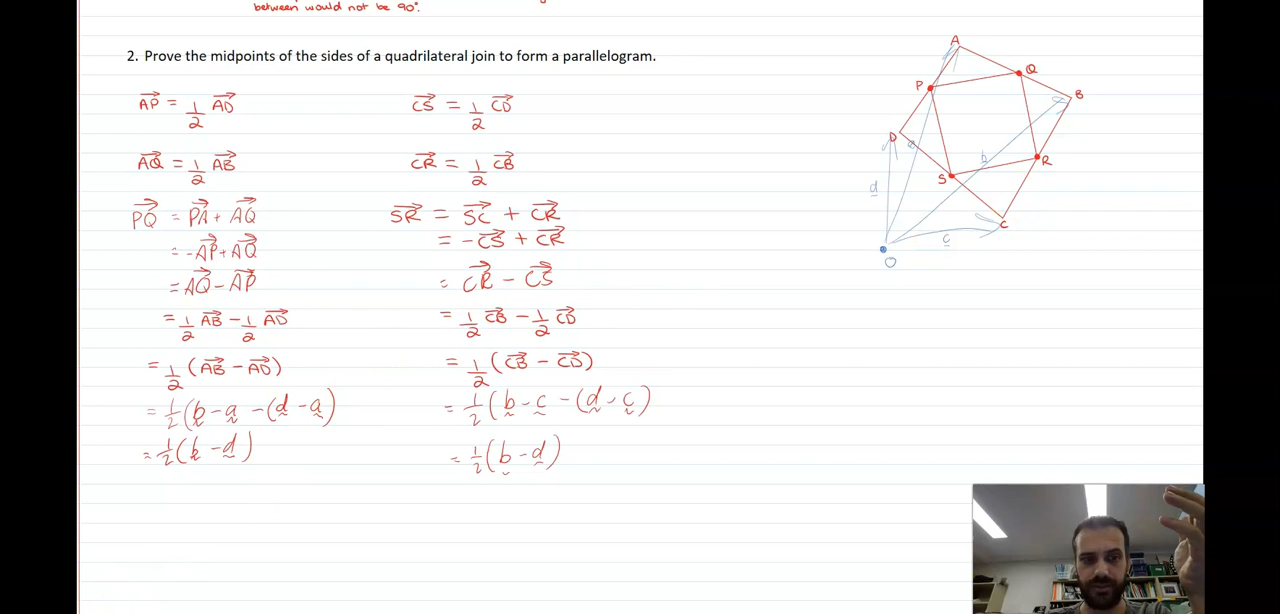 between would not be 90°.
2. Prove the midpoints of the sides of a quadrilateral join to form a parallelogram.
AP = 1/2 AD
AQ = 1/2 AB
PQ = PA + AQ
= -AP + AQ
= AQ - AP
= 1/2 AB - 1/2 AD
= 1/2 (AB - AD)
= 1/2 (b - a - (d - a))
= 1/2 (b - d)
CS = 1/2 CD
CR = 1/2 CB
SR = SC + CR
= -CS + CR
= CR - CS
= 1/2 CB - 1/2 CD
= 1/2 (CB - CD)
= 1/2 (b - c - (d - c)
= 1/2 (b - d)
A
Q
P
B
D
a
b
R
S
d
C
c
O